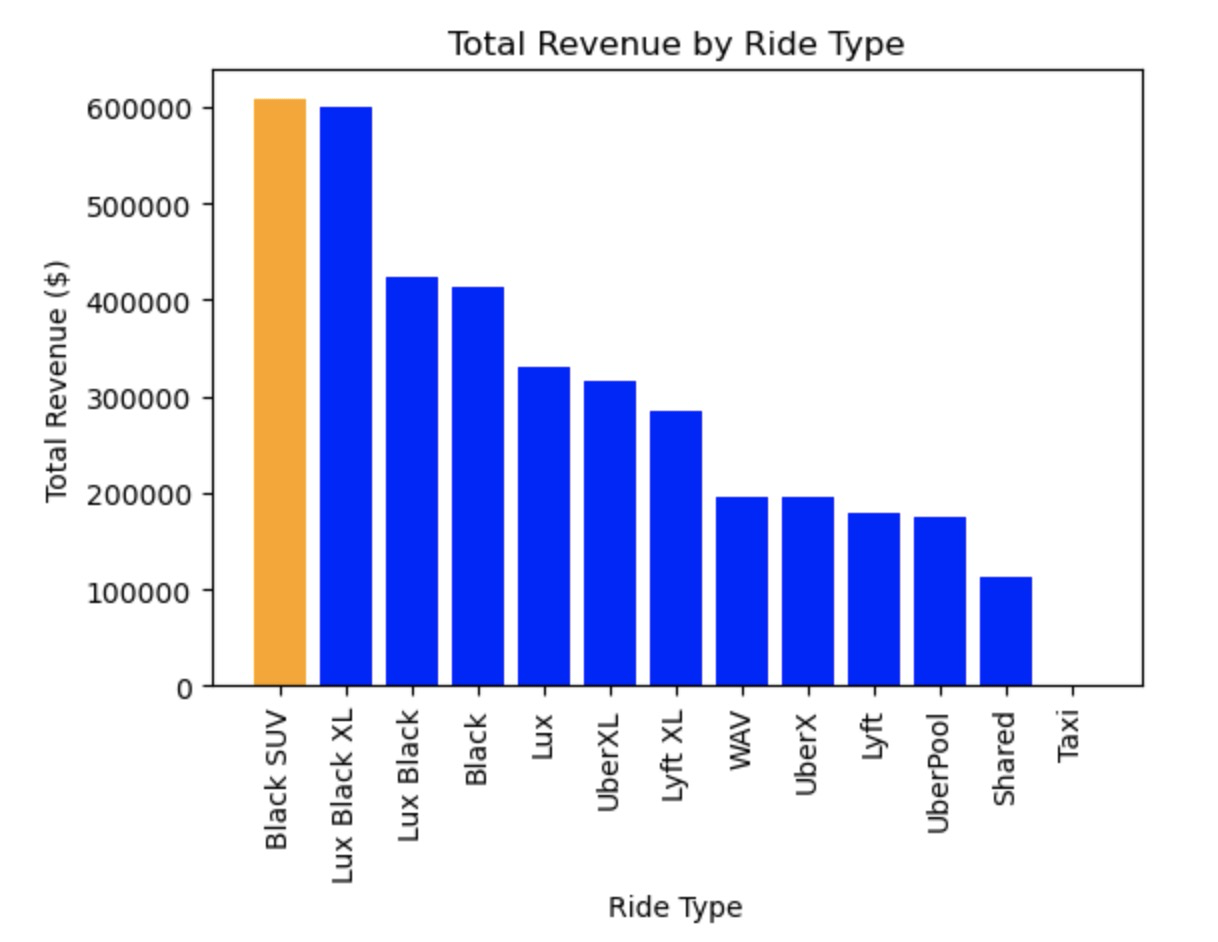 Total Revenue by Ride Type
Total Revenue ($)
600000
500000
400000
300000
200000
100000
0
Black SUV
Lux Black XL
Lux Black
Black
Lux
UberXL
Lyft XL
WAV
UberX
Lyft
UberPool
Shared
Taxi
Ride Type